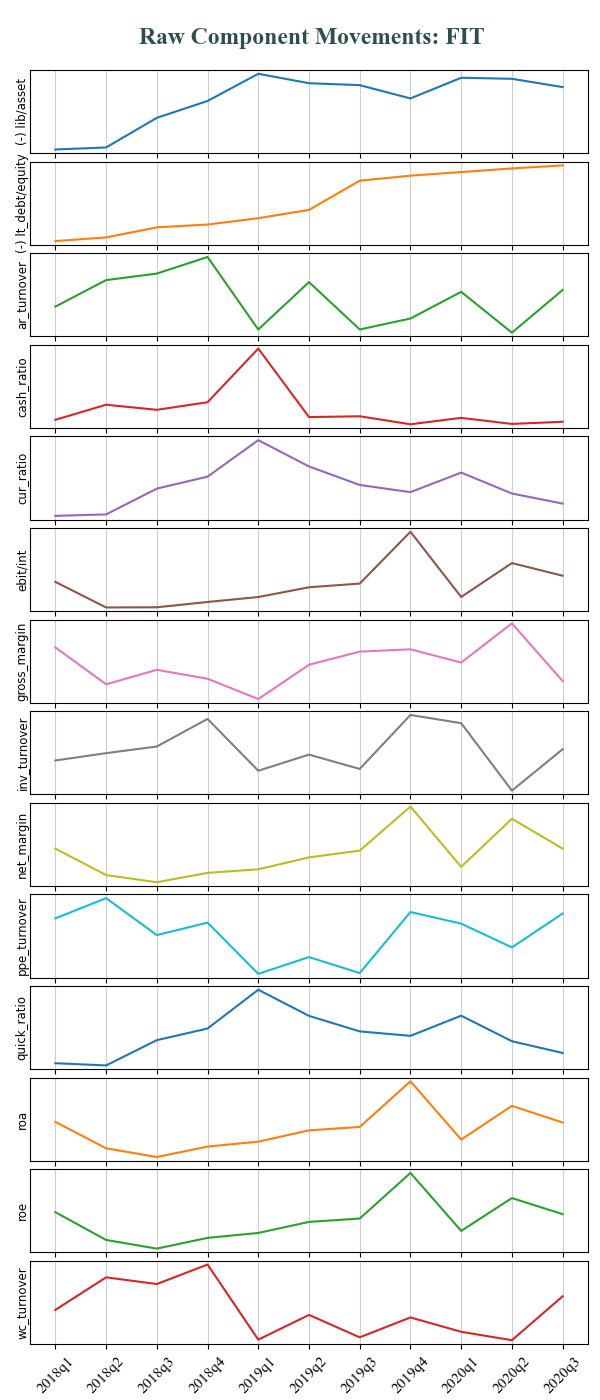 Raw Component Movements: FIT
(-) lib/asset
(-) lt_debt/equity
ar_turnover
cash_ratio
cur_ratio
ebit/int
gross_margin
inv_turnover
net_margin
ppe_turnover
quick_ratio
roa
roe
wc_turnover
2018q1 2018q2 2018q3 2018q4 2019q1 2019q2 2019q3 2019q4 2020q1 2020q2 2020q3